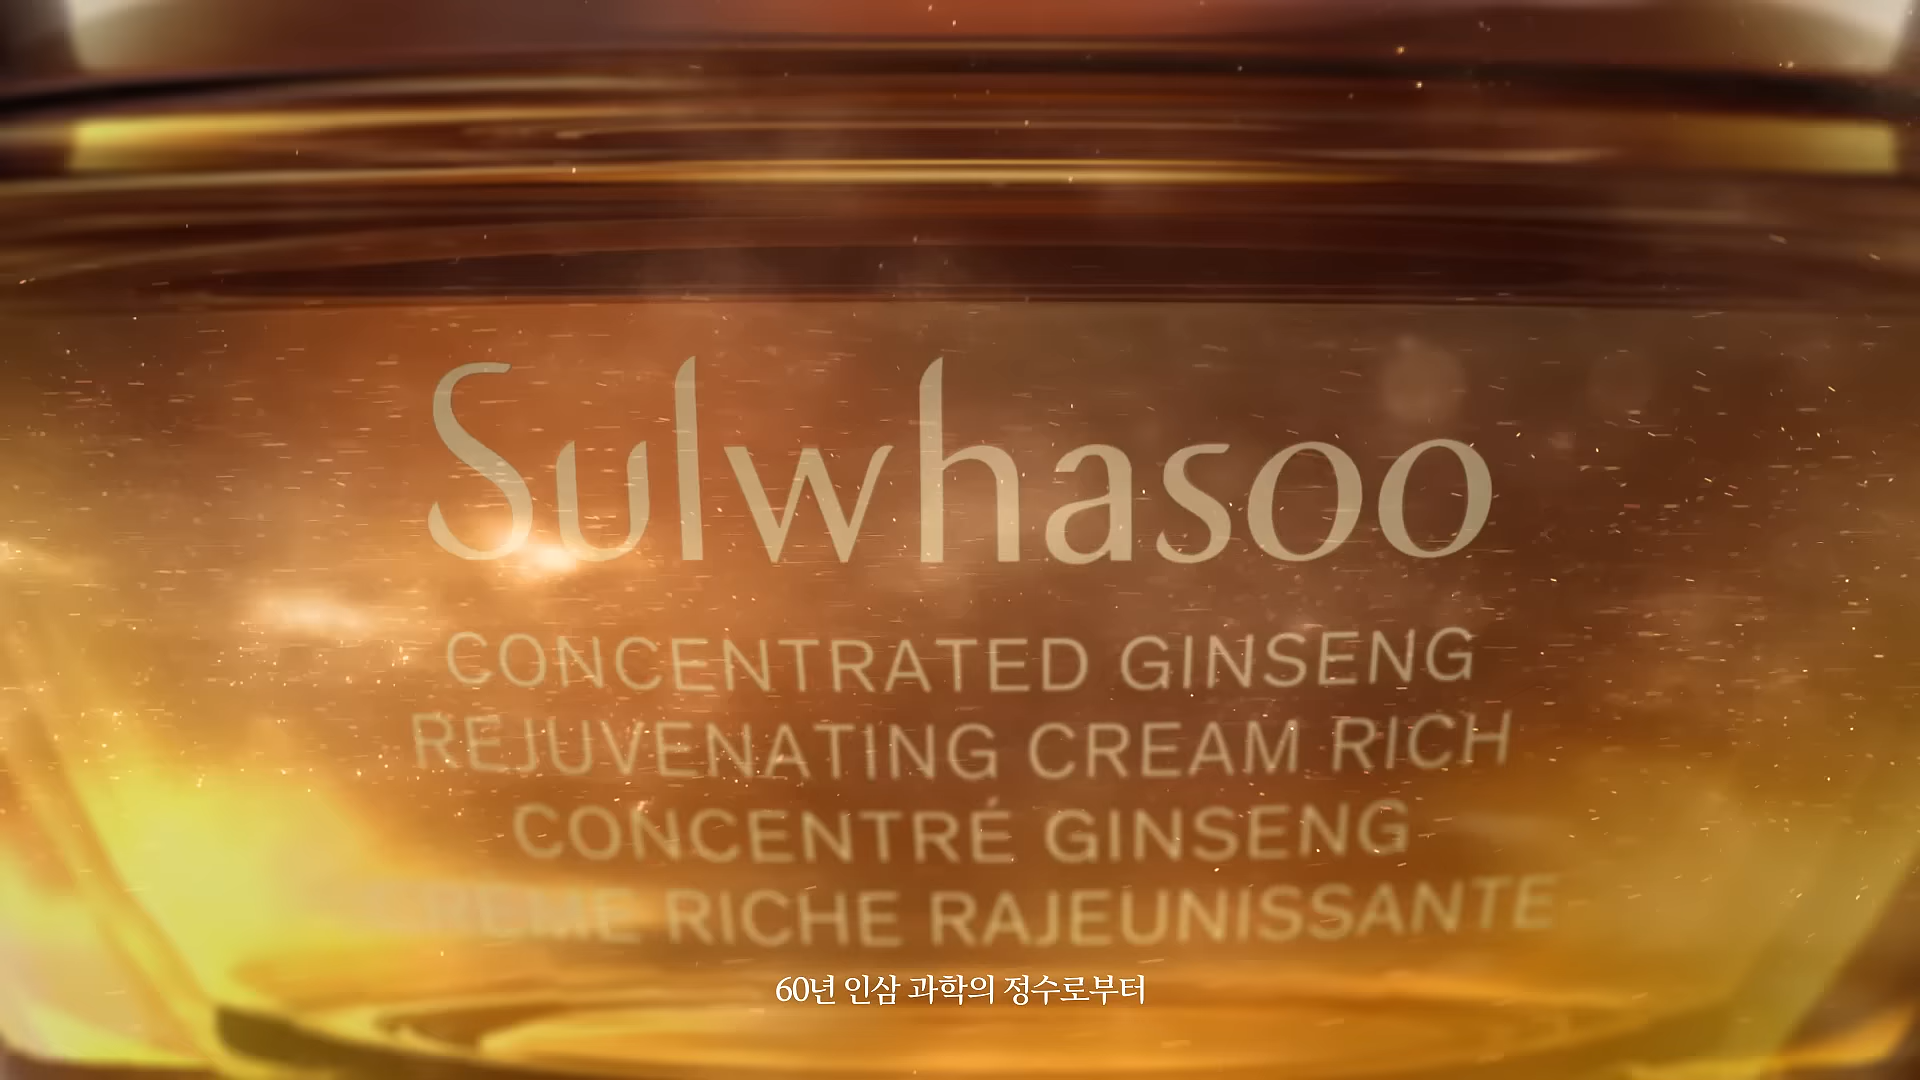 Sulwhasoo
CONCENTRATED GINSENG
REJUVENATING CREAM RICH
CONCENTRÉ GINSENG
CRÈME RICHE RAJEUNISSANTE
60년 인삼 과학의 정수로부터